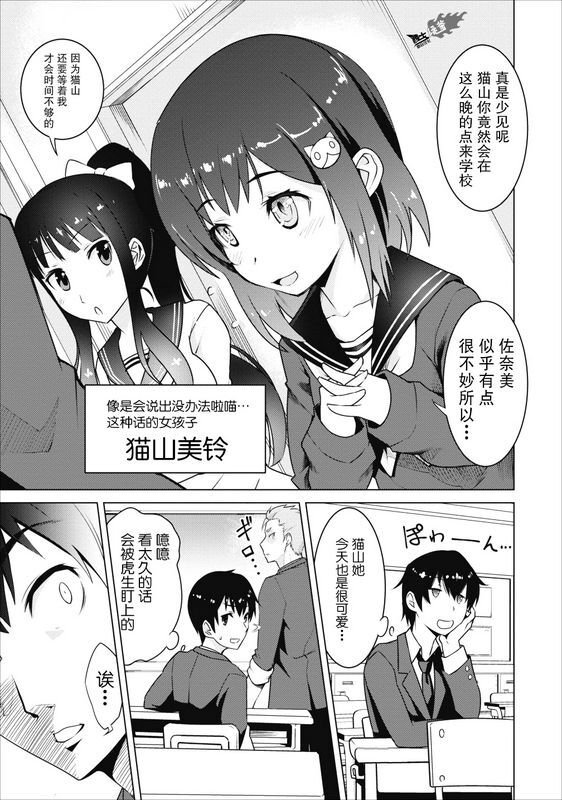 真是少见呢
猫山你竟然会在
这么晚的点来学校
因为猫山
还要等着我
才会时间不够的
佐奈美
似乎有点
很不妙所以…
像是会说出没办法啦喵…
这种话的女孩子
猫山美铃
ぽわーん…
猫山她
今天也是很可爱…
ギロ…
噫噫
看太久的话
会被虎生盯上的
诶…